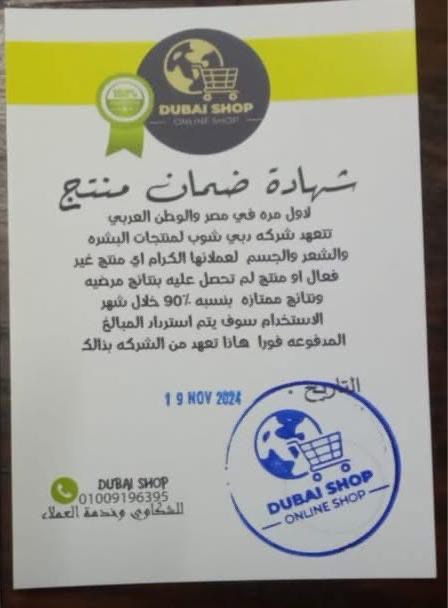 100%
DUBAI SHOP
ONLINE SHOP
شهادة ضمان منتج
لاول مره في مصر والوطن العربي
تتعهد شركه دبي شوب لمنتجات البشره
والشعر والجسم لعملائها الكرام اي منتج غير
فعال او منتج لم تحصل عليه بنتائج مرضيه
ونتائج ممتازه بنسبه 90٪ خلال شهر
الاستخدام سوف يتم استرداد المبالغ
المدفوعه فورا هاذا تعهد من الشركه بذالك
التاريخ :
19 NOV 2024
DUBAI SHOP
ONLINE SHOP
DUBAI SHOP
01009196395
للشكاوي وخدمة العملاء